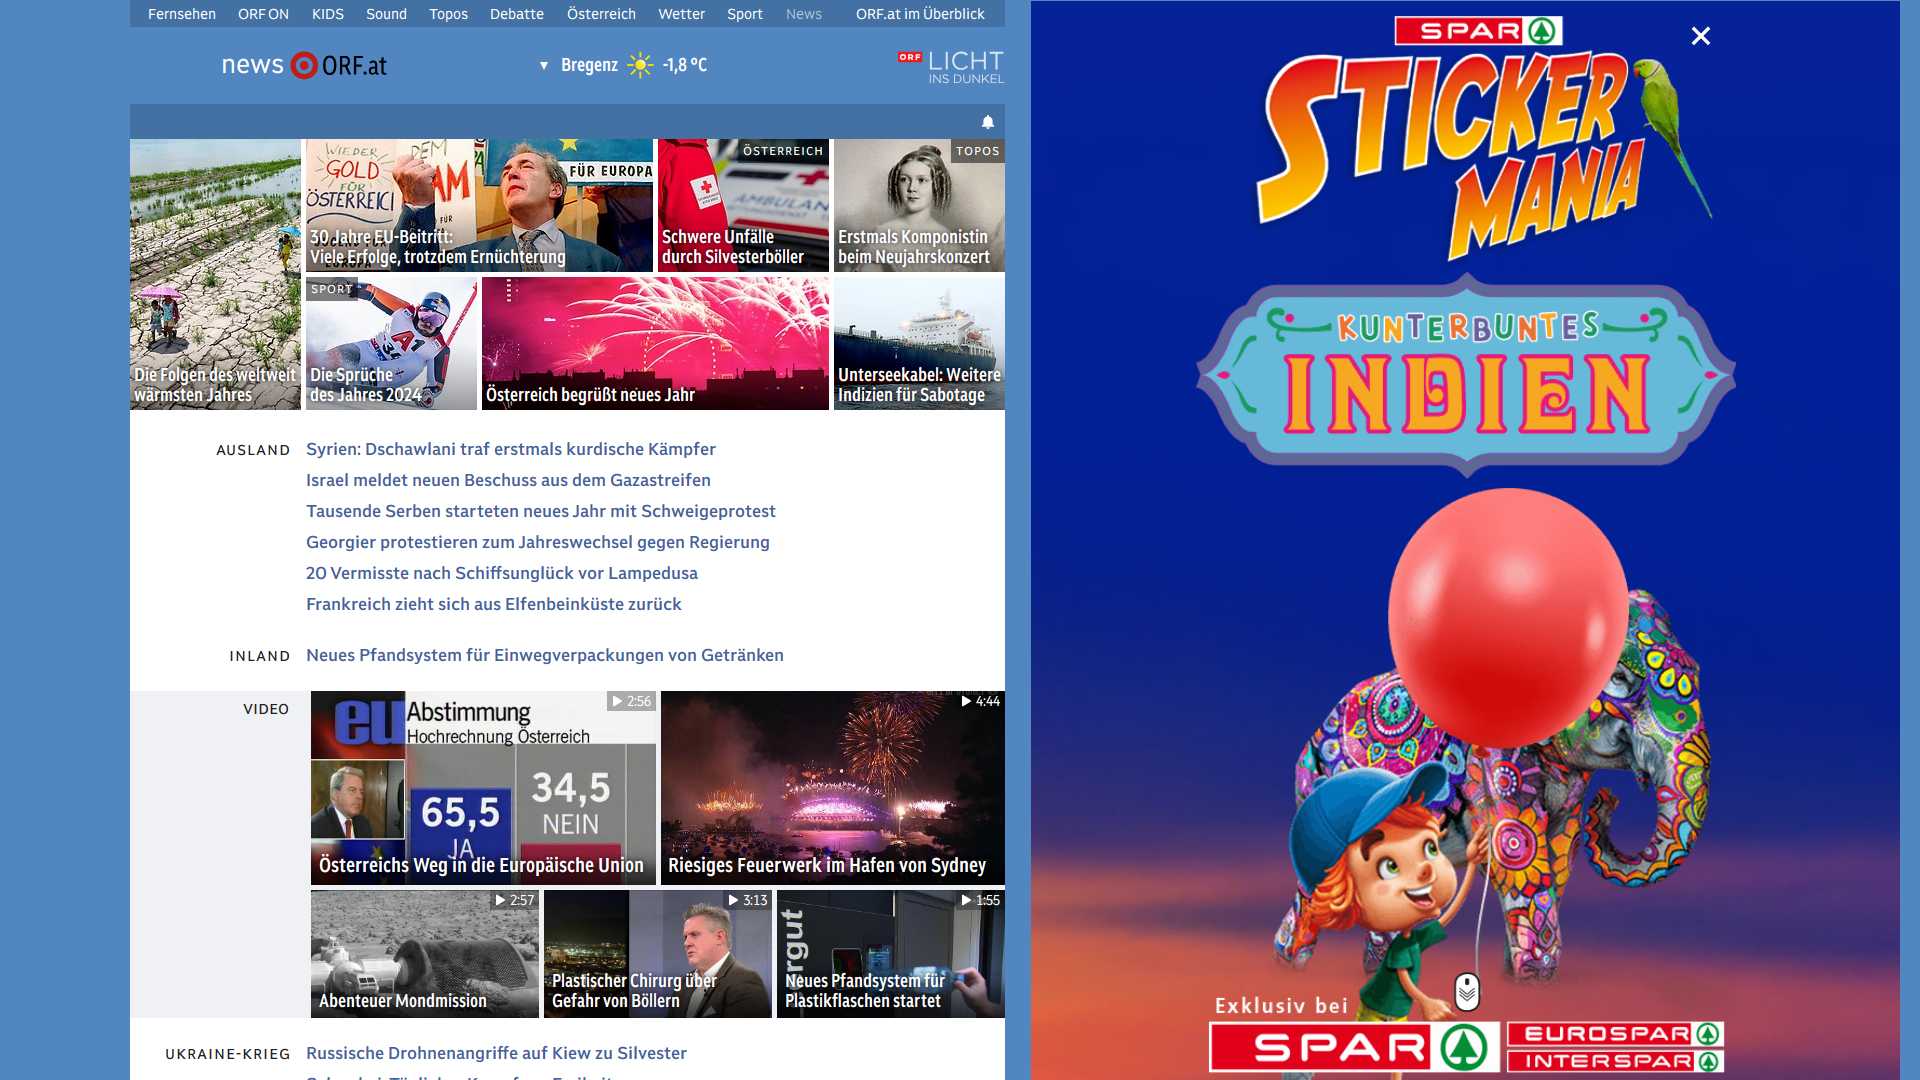 Fernsehen ORF ON KIDS Sound Topos Debatte Österreich Wetter Sport News ORF.at im Überblick
news ORF.at
Bregenz -1,8 °C
ORF LICHT
INS DUNKEL
Die Folgen des weltweit
wärmsten Jahres
WIEDER
GOLD
FÜR
ÖSTERREICH
FÜR EUROPA
30 Jahre EU-Beitritt:
Viele Erfolge, trotzdem Ernüchterung
ÖSTERREICH
AMBULAN
Schwere Unfälle
durch Silvesterböller
TOPOS
Erstmals Komponistin
beim Neujahrskonzert
SPORT
Die Sprüche
des Jahres 2024
Österreich begrüßt neues Jahr
Unterseekabel: Weitere
Indizien für Sabotage
AUSLAND
Syrien: Dschawlani traf erstmals kurdische Kämpfer
Israel meldet neuen Beschuss aus dem Gazastreifen
Tausende Serben starteten neues Jahr mit Schweigeprotest
Georgier protestieren zum Jahreswechsel gegen Regierung
20 Vermisste nach Schiffsunglück vor Lampedusa
Frankreich zieht sich aus Elfenbeinküste zurück
INLAND
Neues Pfandsystem für Einwegverpackungen von Getränken
VIDEO
2:56
eu Abstimmung
Hochrechnung Österreich
65,5
JA
34,5
NEIN
Österreichs Weg in die Europäische Union
4:44
Riesiges Feuerwerk im Hafen von Sydney
2:57
Abenteuer Mondmission
3:13
Plastischer Chirurg über
Gefahr von Böllern
1:55
ergut
Neues Pfandsystem für
Plastikflaschen startet
UKRAINE-KRIEG
Russische Drohnenangriffe auf Kiew zu Silvester
SPAR
STICKER
MANIA
KUNTERBUNTES
INDIEN
Exklusiv bei
SPAR
EUROSPAR
INTERSPAR